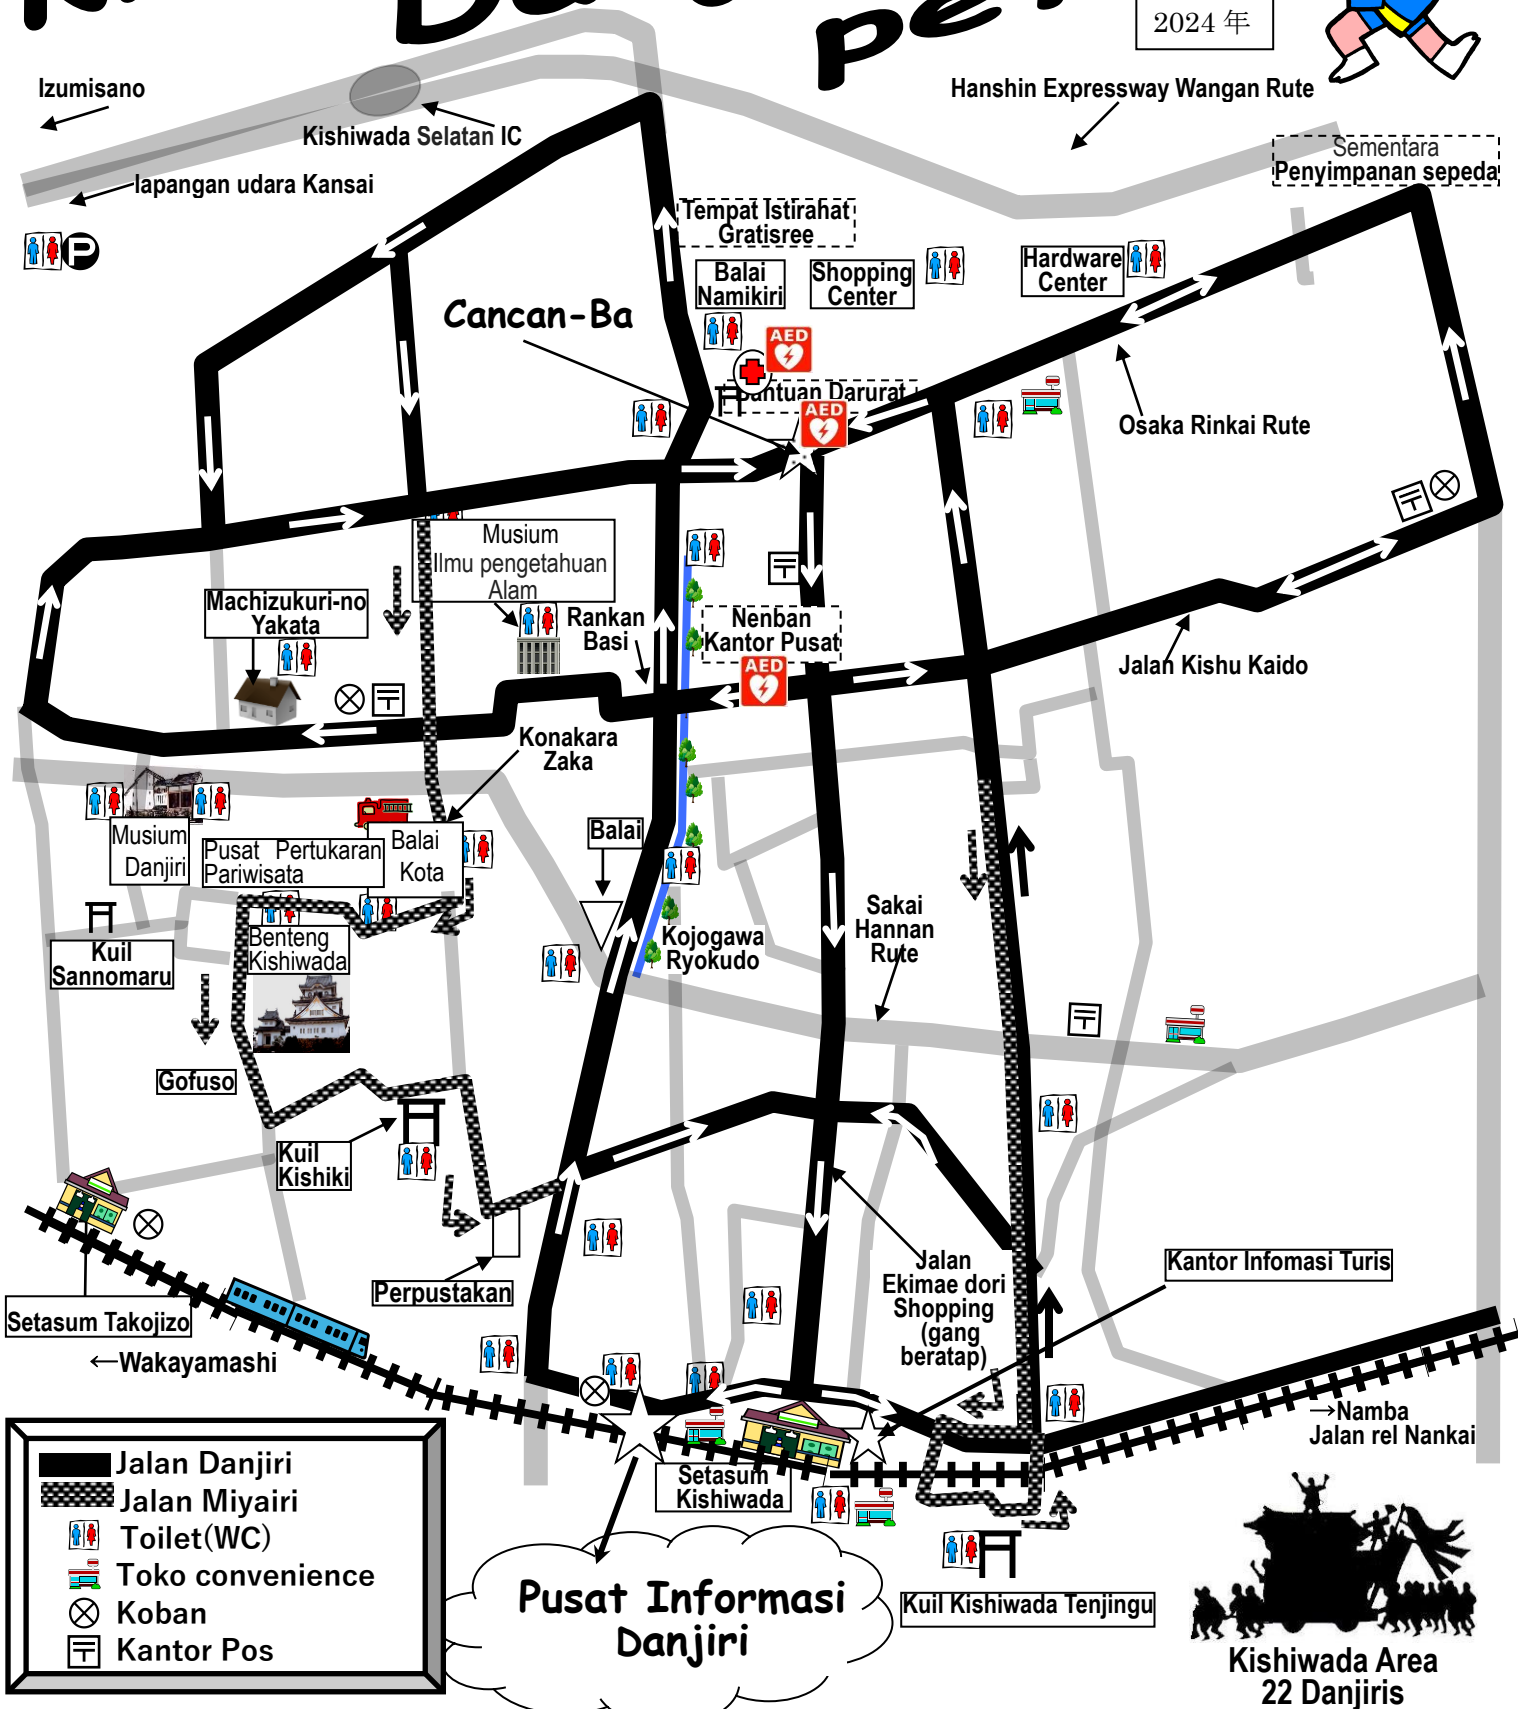 2024 年
Izumisano
Hanshin Expressway Wangan Rute
Kishiwada Selatan IC
Sementara
Penyimpanan sepeda
lapangan udara Kansai
Tempat Istirahat
Gratisree
P
Balai
Namikiri
Shopping
Center
Hardware
Center
Cancan-Ba
AED
Bantuan Darurat
AED
Osaka Rinkai Rute
Musium
Ilmu pengetahuan
Alam
Machizukuri-no
Yakata
Rankan
Basi
Nenban
Kantor Pusat
AED
Jalan Kishu Kaido
Konakara
Zaka
Musium
Danjiri
Pusat Pertukaran
Pariwisata
Balai
Kota
Balai
Sakai
Hannan
Rute
Kuil
Sannomaru
Benteng
Kishiwada
Kojogawa
Ryokudo
Gofuso
Kuil
Kishiki
Perpustakan
Jalan
Ekimae dori
Shopping
(gang
beratap)
Kantor Infomasi Turis
Setasum Takojizo
←Wakayamashi
→Namba
Jalan rel Nankai
Setasum
Kishiwada
Jalan Danjiri
Jalan Miyairi
Toilet(WC)
Toko convenience
Koban
Kantor Pos
Pusat Informasi
Danjiri
Kuil Kishiwada Tenjingu
Kishiwada Area
22 Danjiris